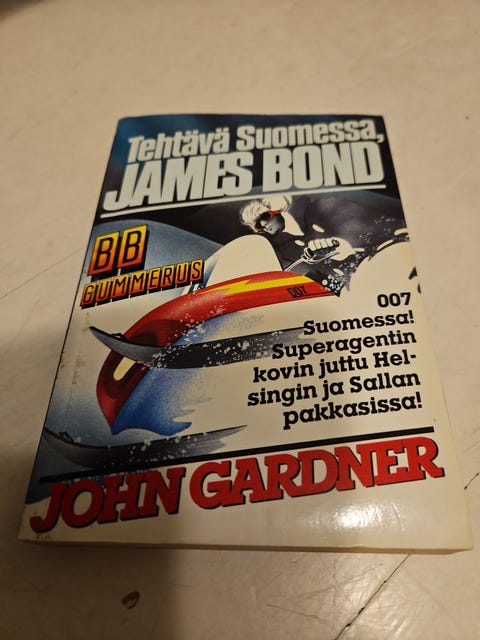 Tehtävä Suomessa,
JAMES BOND
BB
GUMMERUS
007
007
Suomessa!
Superagentin
kovin juttu Hel-
singin ja Sallan
pakkasissa!
JOHN GARDNER